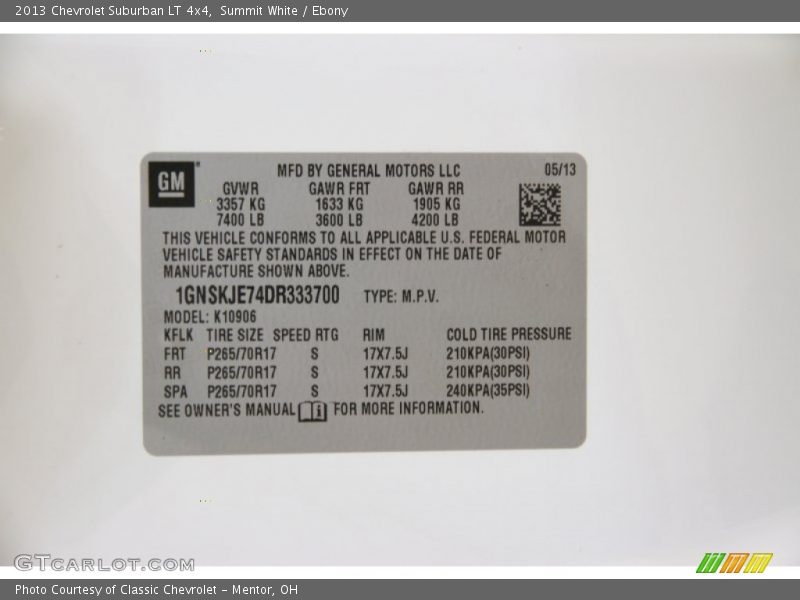 2013 Chevrolet Suburban LT 4x4, Summit White / Ebony
GM
MFD BY GENERAL MOTORS LLC 05/13
GVWR GAWR FRT GAWR RR
3357 KG 1633 KG 1905 KG
7400 LB 3600 LB 4200 LB
THIS VEHICLE CONFORMS TO ALL APPLICABLE U.S. FEDERAL MOTOR
VEHICLE SAFETY STANDARDS IN EFFECT ON THE DATE OF
MANUFACTURE SHOWN ABOVE.
1GNSKJE74DR333700 TYPE: M.P.V.
MODEL: K10906
KFLK TIRE SIZE SPEED RTG RIM COLD TIRE PRESSURE
FRT P265/70R17 S 17X7.5J 210KPA(30PSI)
RR P265/70R17 S 17X7.5J 210KPA(30PSI)
SPA P265/70R17 S 17X7.5J 240KPA(35PSI)
SEE OWNER'S MANUAL i FOR MORE INFORMATION.
GTCARLOT.COM
Photo Courtesy of Classic Chevrolet - Mentor, OH